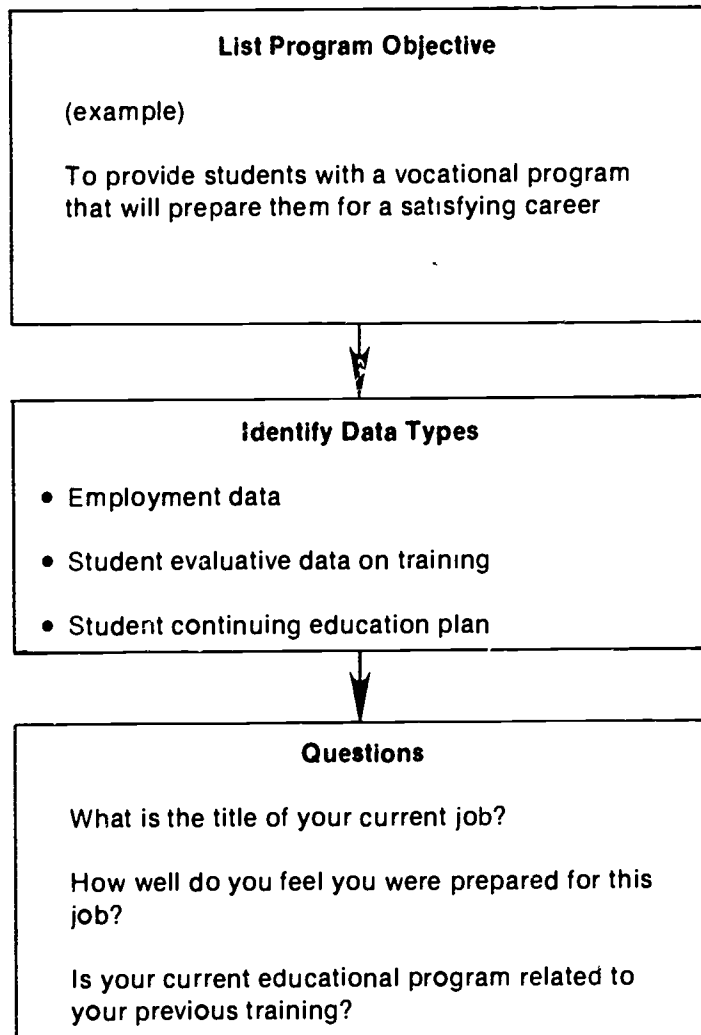 List Program Objective
(example)
To provide students with a vocational program
that will prepare them for a satisfying career
Identify Data Types
• Employment data
• Student evaluative data on training
• Student continuing education plan
Questions
What is the title of your current job?
How well do you feel you were prepared for this
job?
Is your current educational program related to
your previous training?